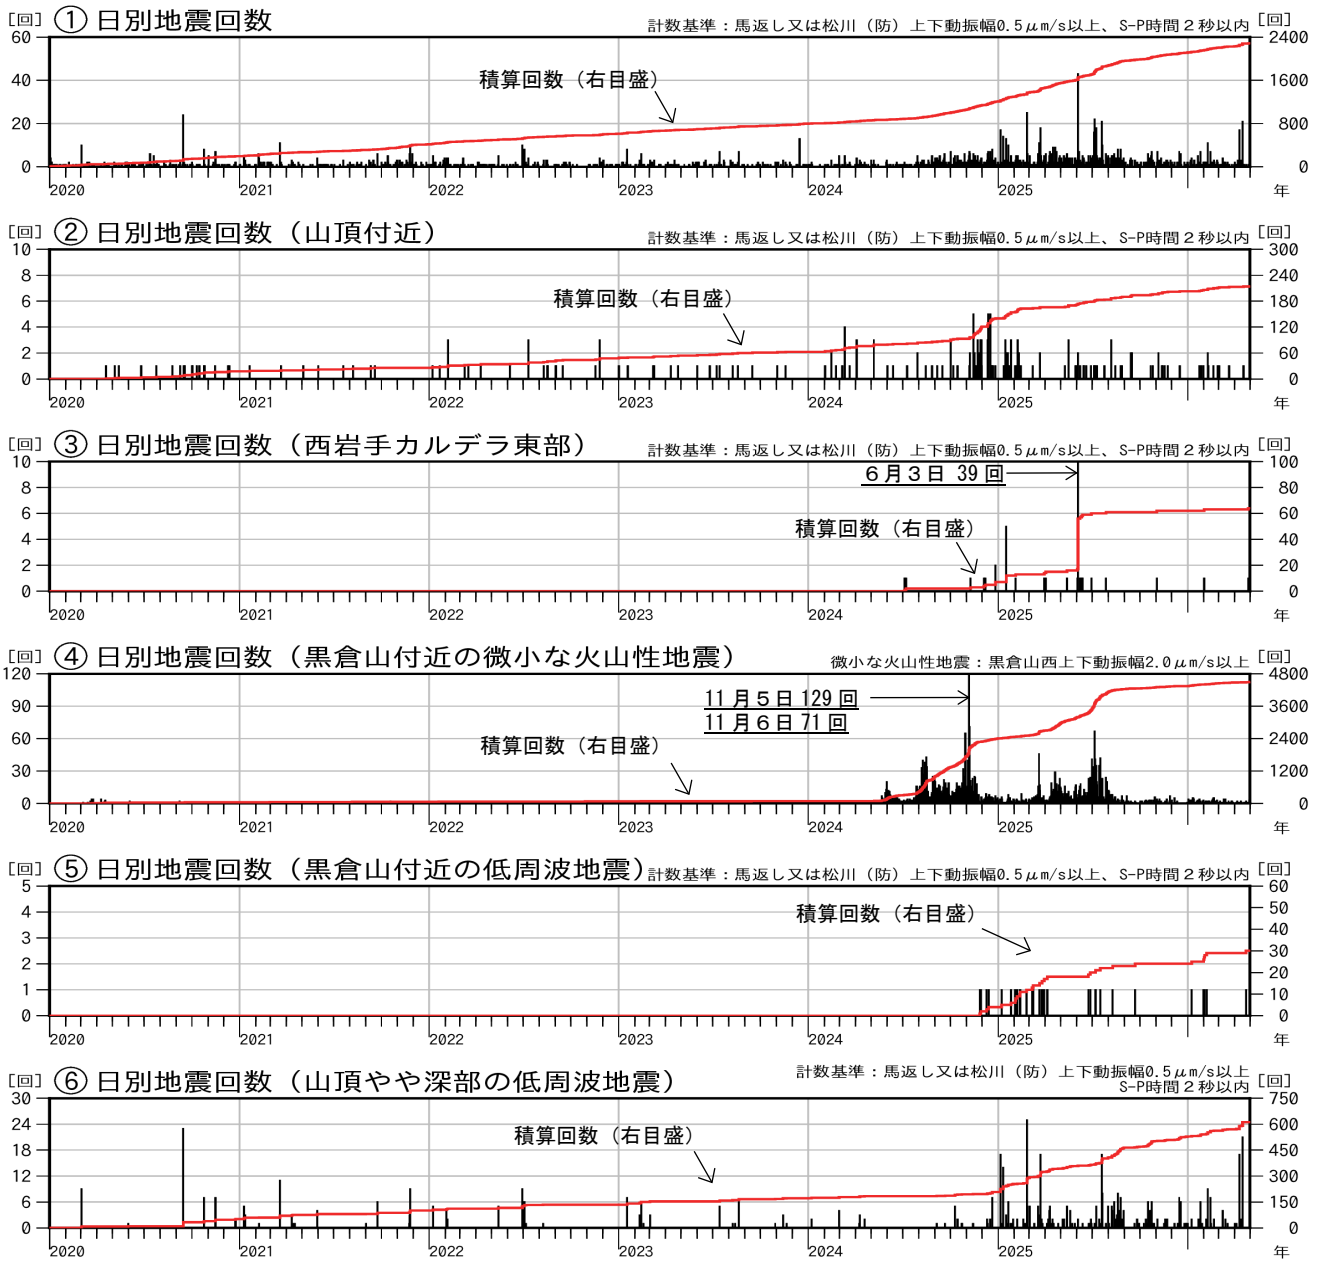 [回] ① 日別地震回数 計数基準：馬返し又は松川（防）上下動振幅0.5μm/s以上、S-P時間２秒以内 [回]
60 2400
40 1600
積算回数（右目盛）
20 800
0 0
2020 2021 2022 2023 2024 2025 年
[回] ② 日別地震回数（山頂付近） 計数基準：馬返し又は松川（防）上下動振幅0.5μm/s以上、S-P時間２秒以内 [回]
10 300
8 240
積算回数（右目盛）
6 180
4 120
2 60
0 0
2020 2021 2022 2023 2024 2025 年
[回] ③ 日別地震回数（西岩手カルデラ東部） 計数基準：馬返し又は松川（防）上下動振幅0.5μm/s以上、S-P時間２秒以内 [回]
10 100
６月３日 39 回
8 80
6 60
積算回数（右目盛）
4 40
2 20
0 0
2020 2021 2022 2023 2024 2025 年
[回] ④ 日別地震回数（黒倉山付近の微小な火山性地震） 微小な火山性地震：黒倉山西上下動振幅2.0μm/s以上 [回]
120 4800
11 月５日 129 回
90 3600
11 月６日 71 回
積算回数（右目盛）
60 2400
30 1200
0 0
2020 2021 2022 2023 2024 2025 年
[回] ⑤ 日別地震回数（黒倉山付近の低周波地震） 計数基準：馬返し又は松川（防）上下動振幅0.5μm/s以上、S-P時間２秒以内 [回]
5 60
50
積算回数（右目盛）
4 40
3 30
2 20
1 10
0 0
2020 2021 2022 2023 2024 2025 年
[回] ⑥ 日別地震回数（山頂やや深部の低周波地震） 計数基準：馬返し又は松川（防）上下動振幅0.5μm/s以上
S-P時間２秒以内 [回]
30 750
24 600
積算回数（右目盛）
18 450
12 300
6 150
0 0
2020 2021 2022 2023 2024 2025 年